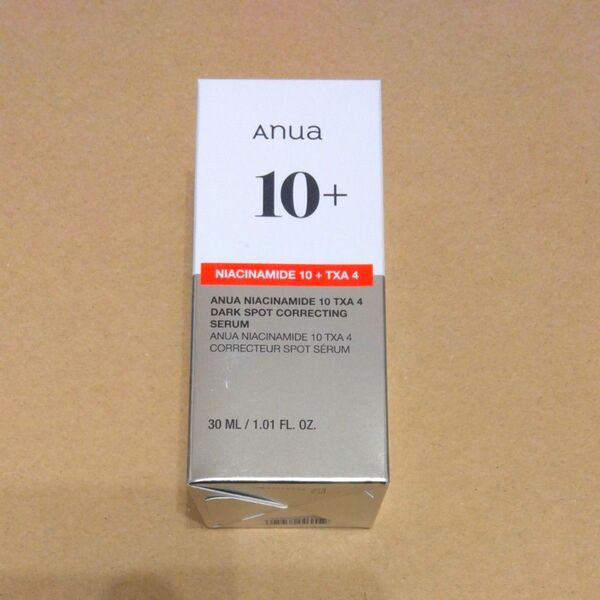 Anua
10+
NIACINAMIDE 10 + TXA 4
ANUA NIACINAMIDE 10 TXA 4
DARK SPOT CORRECTING
SERUM
ANUA NIACINAMIDE 10 TXA 4
CORRECTEUR SPOT SÉRUM
30 ML / 1.01 FL. OZ.